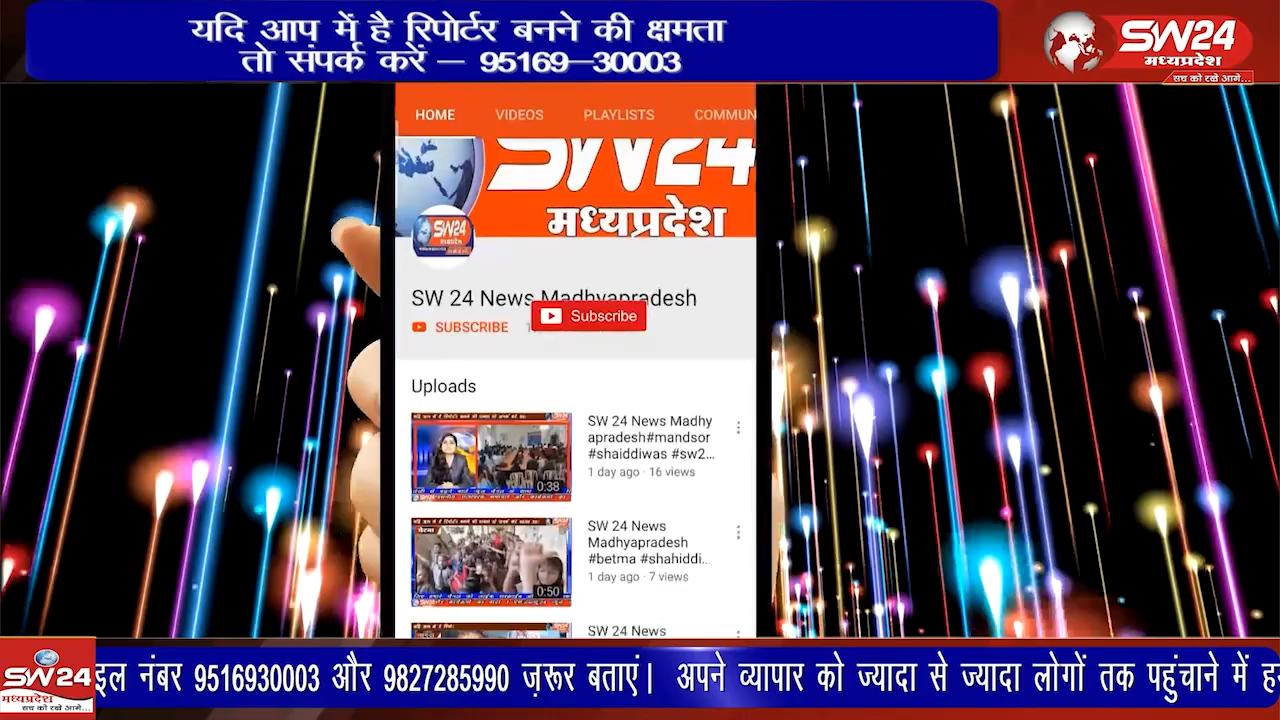 यदि आप में है रिपोर्टर बनने की क्षमता
तो संपर्क करें – 95169–30003
SW24
मध्यप्रदेश
सच को रखे आगे...
HOME VIDEOS PLAYLISTS COMMUN
SW24
मध्यप्रदेश
SW24
SW 24 News Madhyapradesh
SUBSCRIBE
Subscribe
Uploads
SW 24 News Madhy
apradesh#mandsor
#shaiddiwas #sw2...
1 day ago · 16 views
0:38
SW 24 News
Madhyapradesh
#betma #shahiddi...
1 day ago · 7 views
0:50
SW 24 News
SW24
मध्यप्रदेश
सच को रखे आगे...
इल नंबर 9516930003 और 9827285990 ज़रूर बताएं। अपने व्यापार को ज्यादा से ज्यादा लोगों तक पहुंचाने में ह